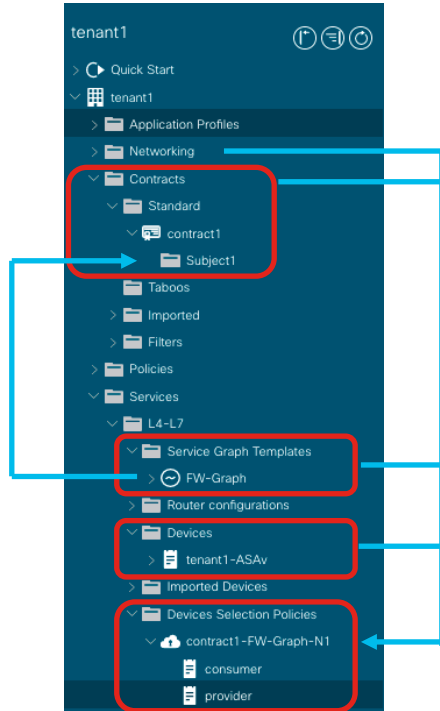 tenant1
Quick Start
tenant1
Application Profiles
Networking
Contracts
Standard
contract1
Subject1
Taboos
Imported
Filters
Policies
Services
L4-L7
Service Graph Templates
FW-Graph
Router configurations
Devices
tenant1-ASAv
Imported Devices
Devices Selection Policies
contract1-FW-Graph-N1
consumer
provider